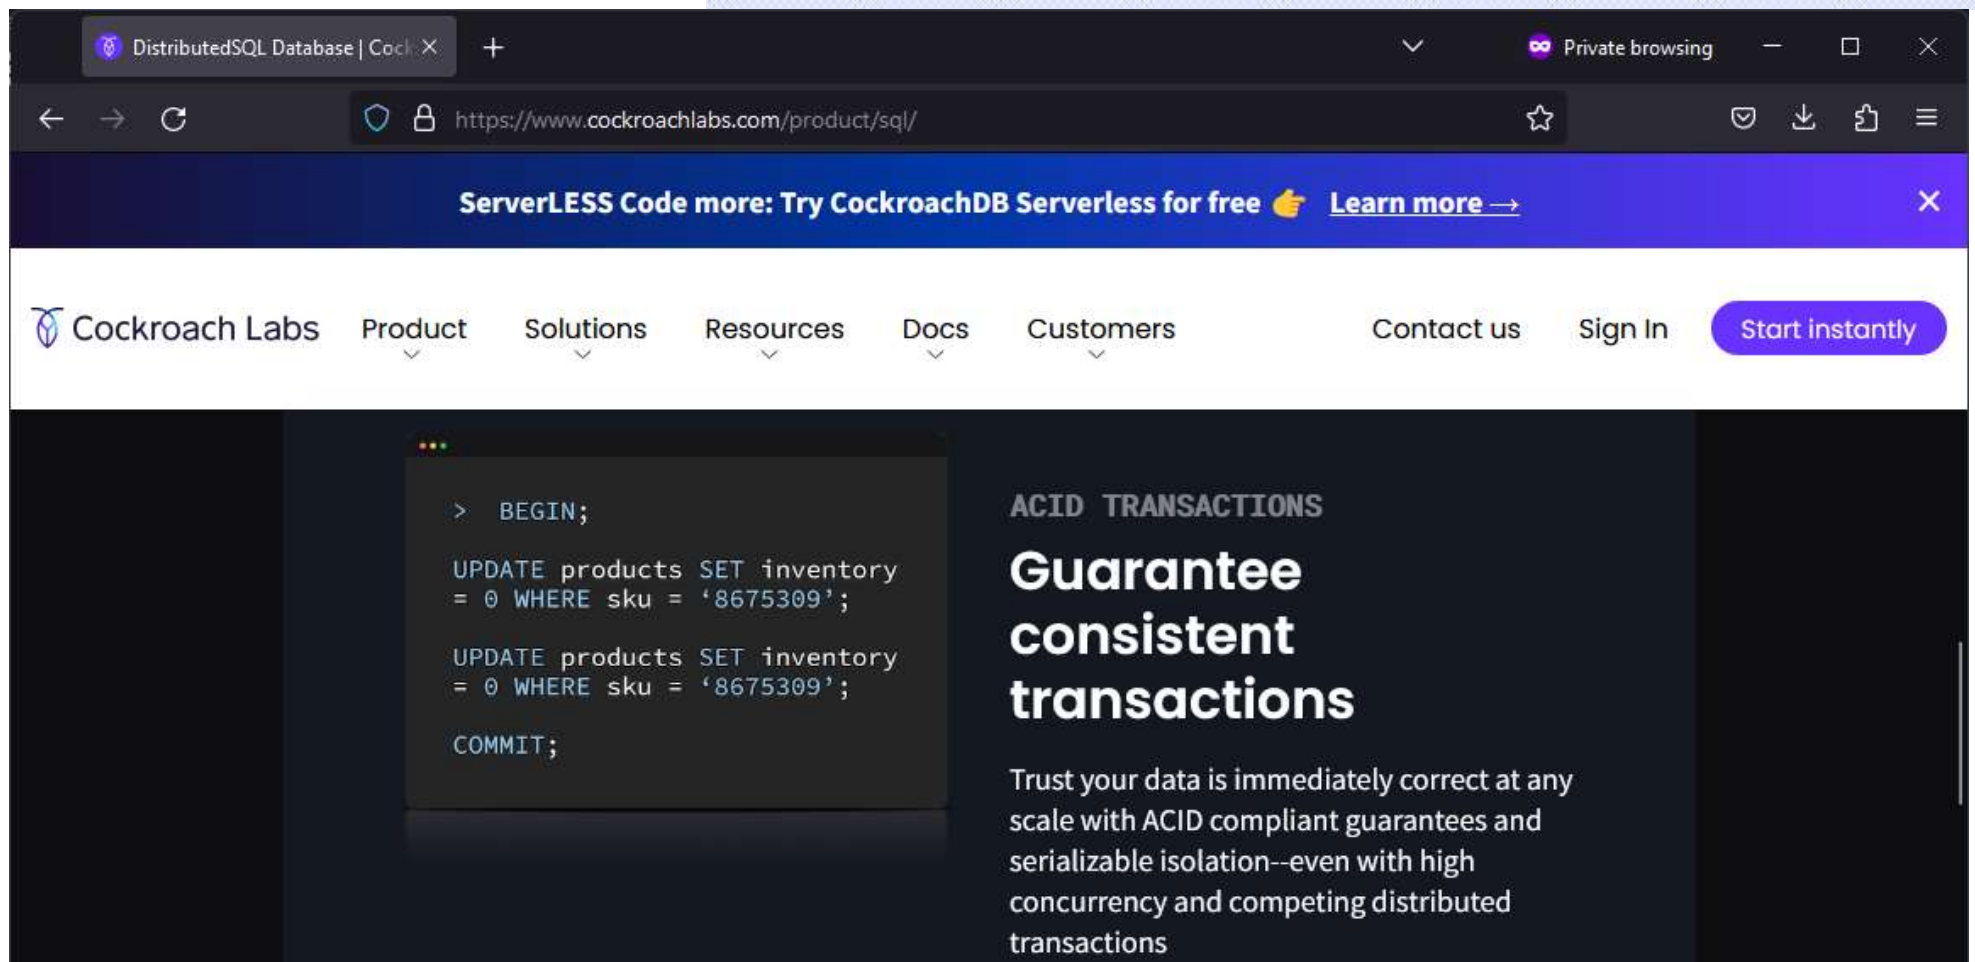 DistributedSQL Database | Cock
Private browsing
https://www.cockroachlabs.com/product/sql/
ServerLESS Code more: Try CockroachDB Serverless for free 👉 Learn more →
Cockroach Labs Product Solutions Resources Docs Customers Contact us Sign In Start instantly
> BEGIN;
UPDATE products SET inventory
= 0 WHERE sku = ‘8675309’;
UPDATE products SET inventory
= 0 WHERE sku = ‘8675309’;
COMMIT;
ACID TRANSACTIONS
Guarantee
consistent
transactions
Trust your data is immediately correct at any
scale with ACID compliant guarantees and
serializable isolation--even with high
concurrency and competing distributed
transactions